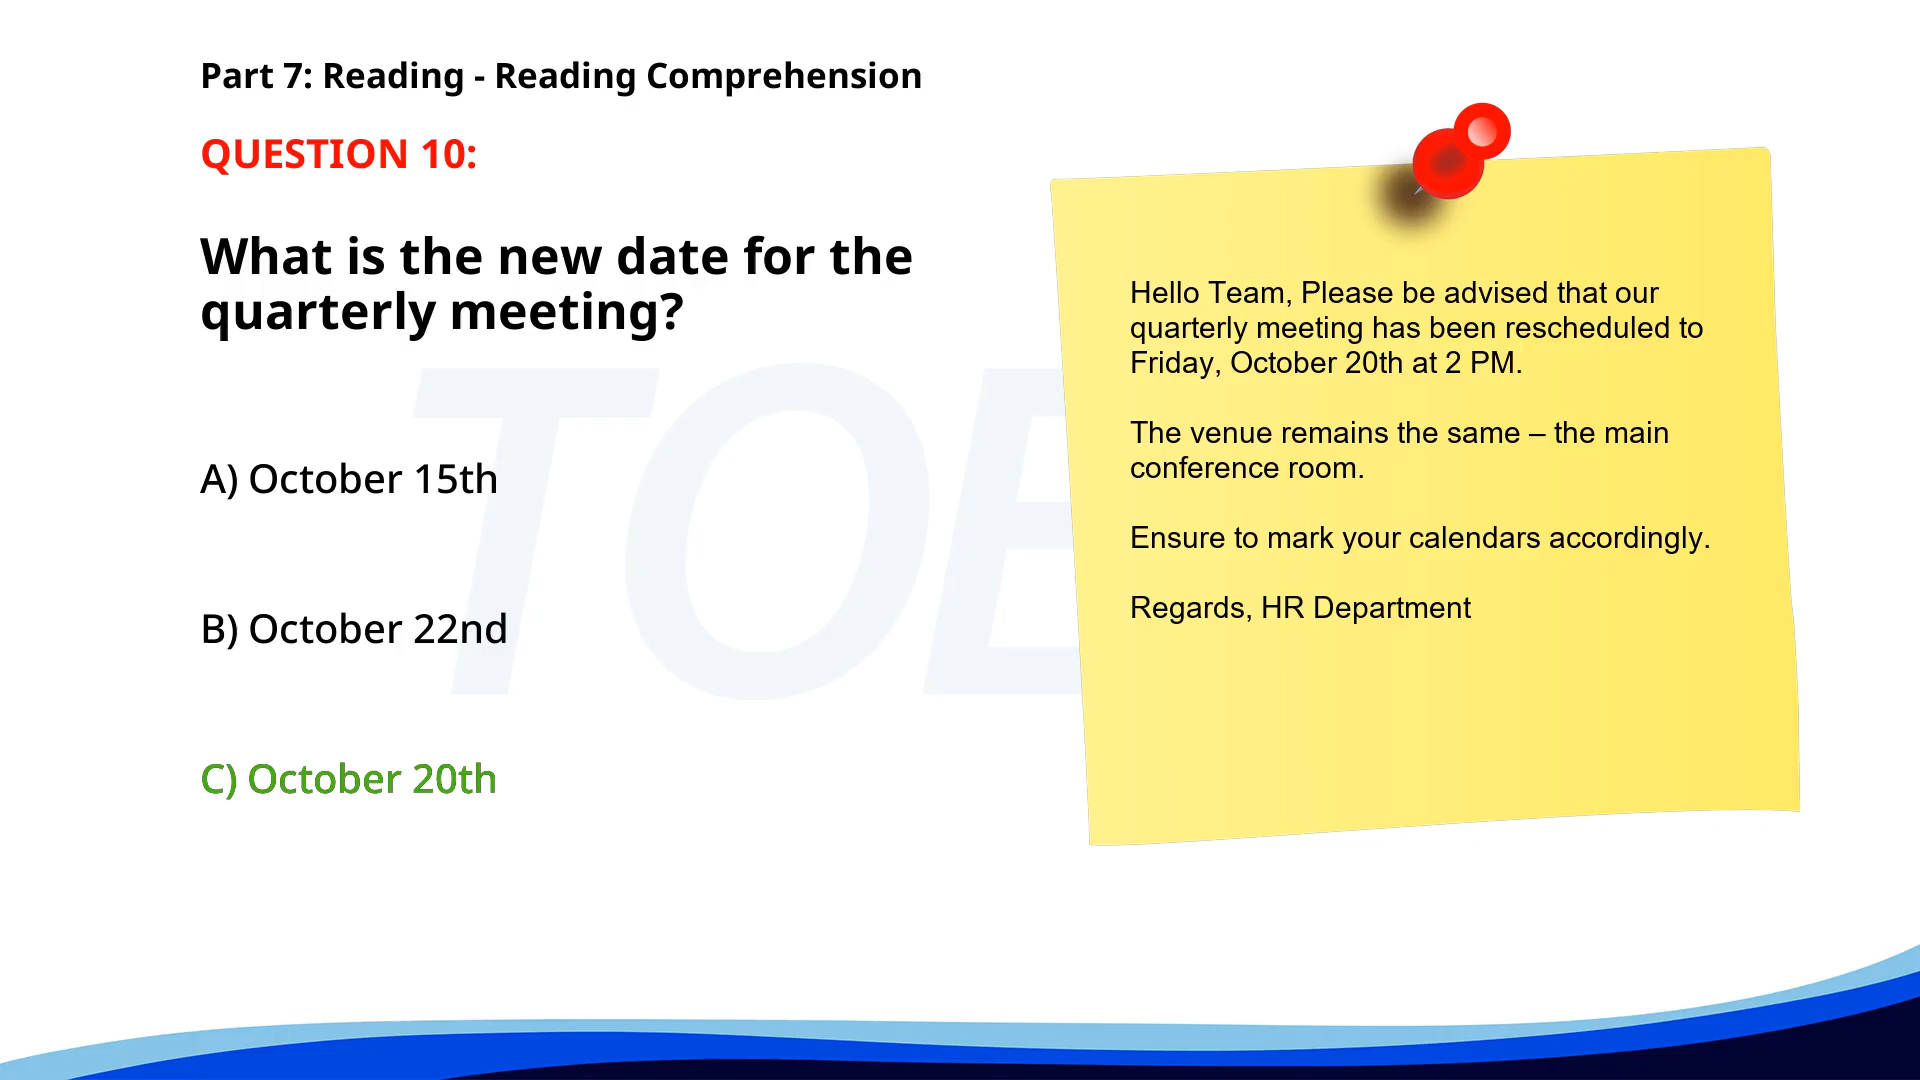 Part 7: Reading - Reading Comprehension
QUESTION 10:
What is the new date for the
quarterly meeting?
A) October 15th
B) October 22nd
C) October 20th
Hello Team, Please be advised that our
quarterly meeting has been rescheduled to
Friday, October 20th at 2 PM.
The venue remains the same – the main
conference room.
Ensure to mark your calendars accordingly.
Regards, HR Department
TOE